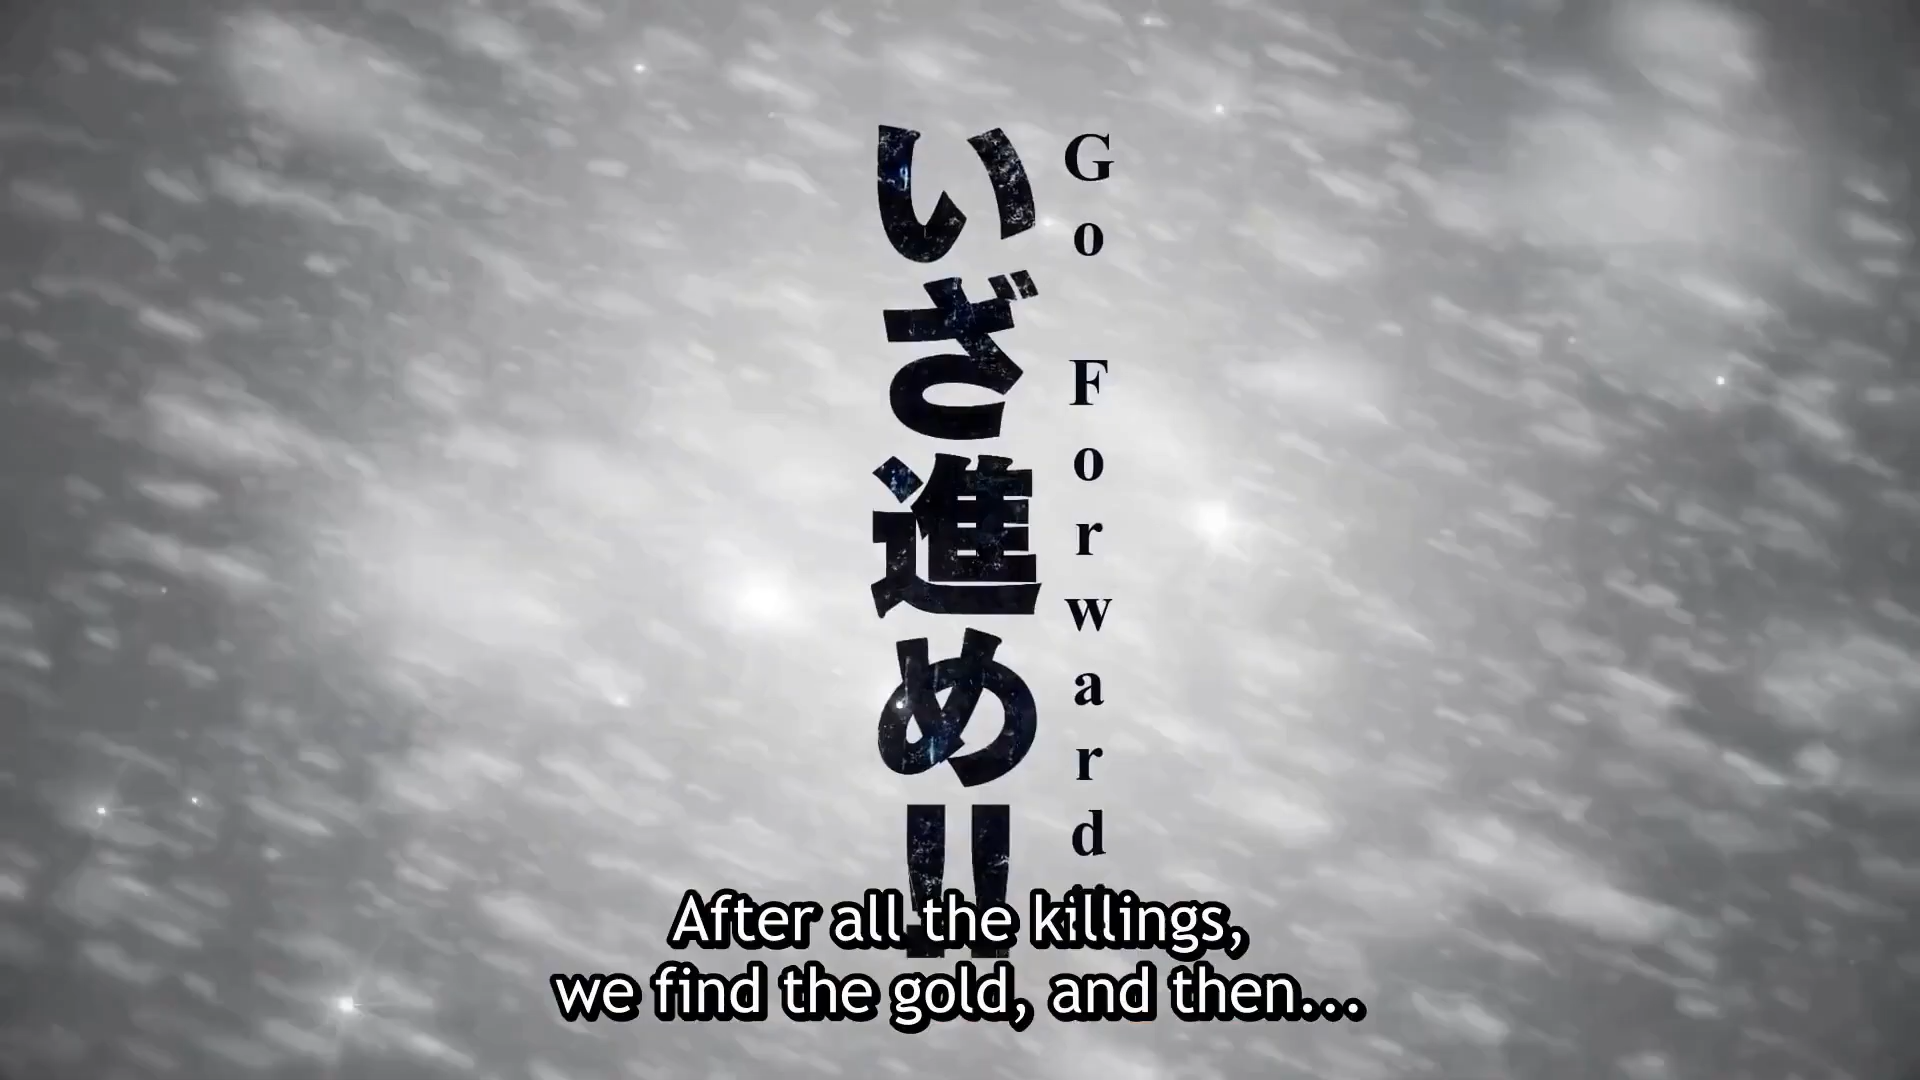 いざ進め!!
Go Forward
After all the killings,
we find the gold, and then...